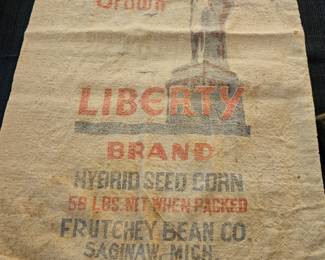 Grown
LIBERTY
BRAND
HYBRID SEED CORN
56 LBS. NET WHEN PACKED
FRUTCHEY BEAN CO.
SAGINAW, MICH.